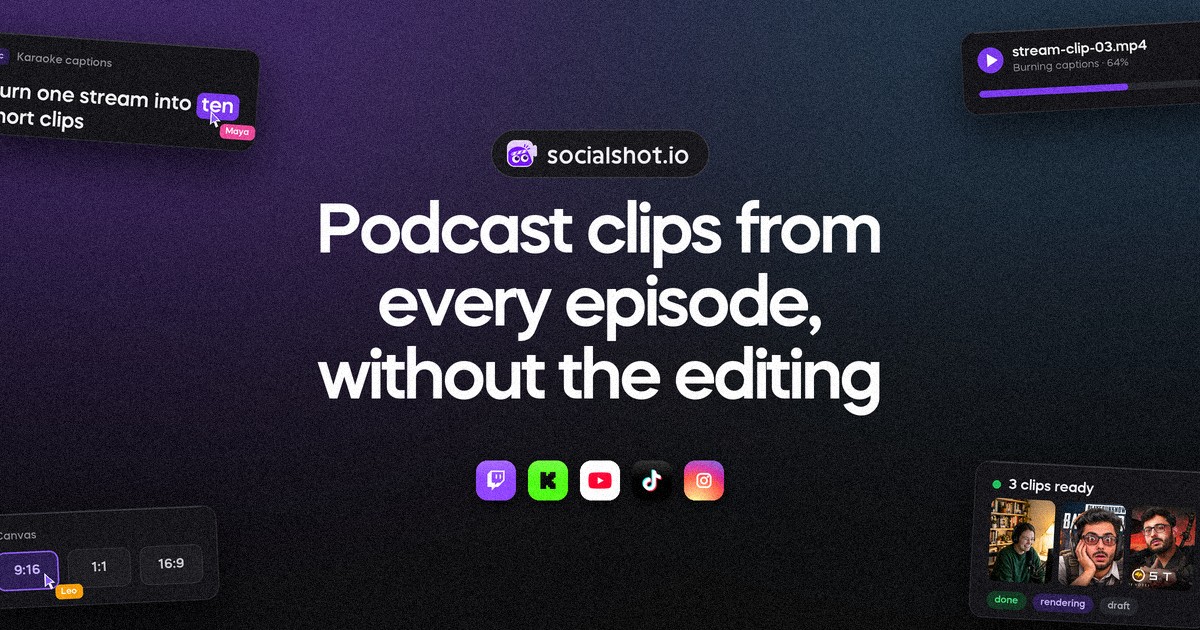 Karaoke captions
urn one stream into ten
hort clips
Maya
stream-clip-03.mp4
Burning captions · 64%
socialshot.io
Podcast clips from
every episode,
without the editing
Canvas
9:16
1:1
16:9
Leo
3 clips ready
done
rendering
draft